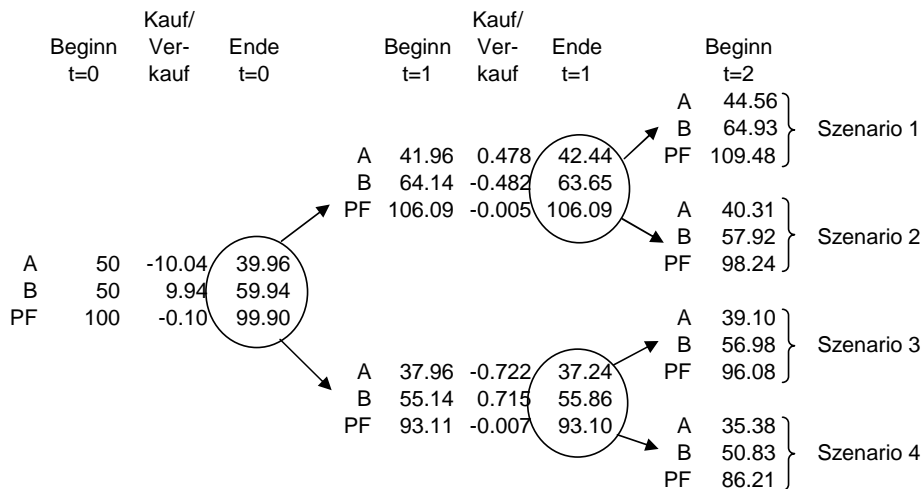 Kauf/ Kauf/
Beginn Ver- Ende Beginn Ver- Ende Beginn
t=0 kauf t=0 t=1 kauf t=1 t=2
A 44.56
B 64.93 Szenario 1
A 41.96 0.478 42.44 PF 109.48
B 64.14 -0.482 63.65
PF 106.09 -0.005 106.09 A 40.31
B 57.92 Szenario 2
A 50 -10.04 39.96 PF 98.24
B 50 9.94 59.94
PF 100 -0.10 99.90 A 39.10
B 56.98 Szenario 3
A 37.96 -0.722 37.24 PF 96.08
B 55.14 0.715 55.86
PF 93.11 -0.007 93.10 A 35.38
B 50.83 Szenario 4
PF 86.21